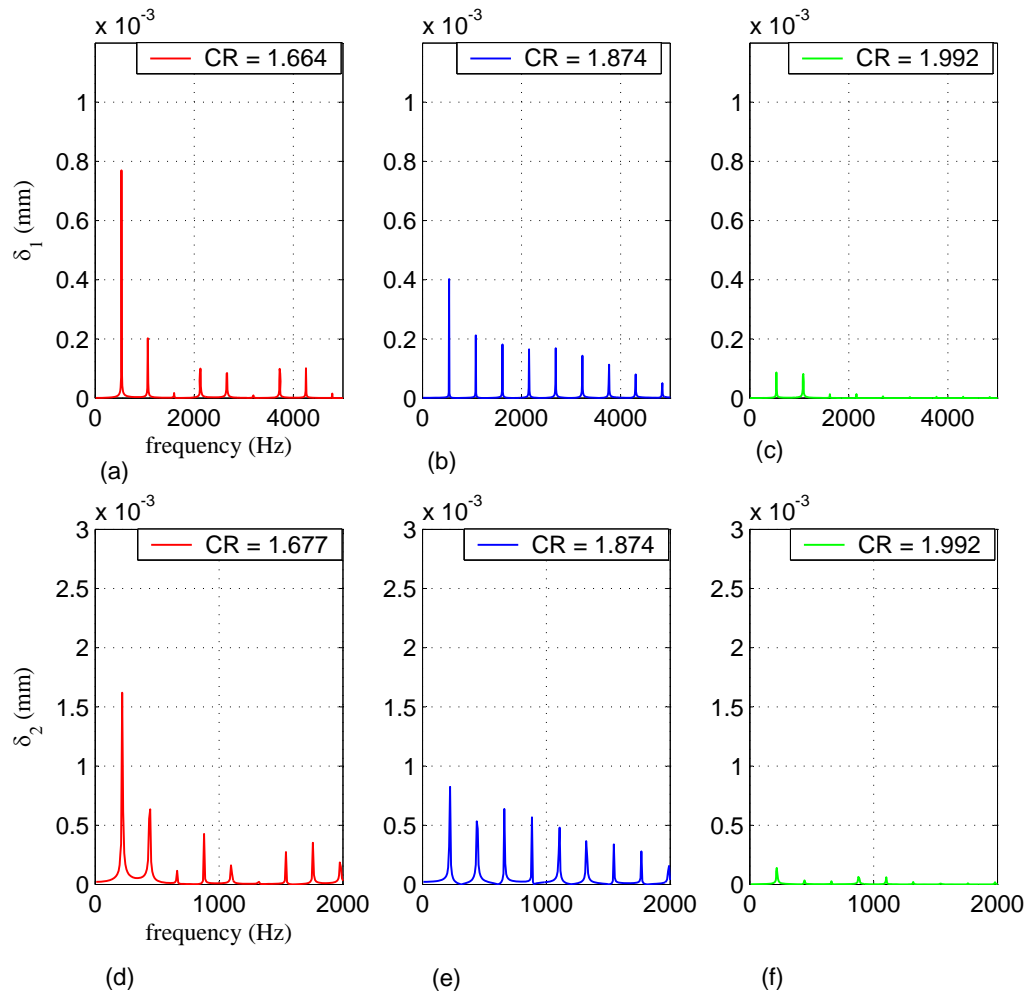 x 10-3 x 10-3 x 10-3
CR = 1.664 CR = 1.874 CR = 1.992
1 1 1
0.8 0.8 0.8
0.6 0.6 0.6
0.4 0.4 0.4
0.2 0.2 0.2
0 0 0
δ1 (mm)
0 2000 4000 0 2000 4000 0 2000 4000
frequency (Hz)
(a) (b) (c)
x 10-3 x 10-3 x 10-3
3 3 3
CR = 1.677 CR = 1.874 CR = 1.992
2.5 2.5 2.5
2 2 2
1.5 1.5 1.5
1 1 1
0.5 0.5 0.5
0 0 0
δ2 (mm)
0 1000 2000 0 1000 2000 0 1000 2000
frequency (Hz)
(d) (e) (f)